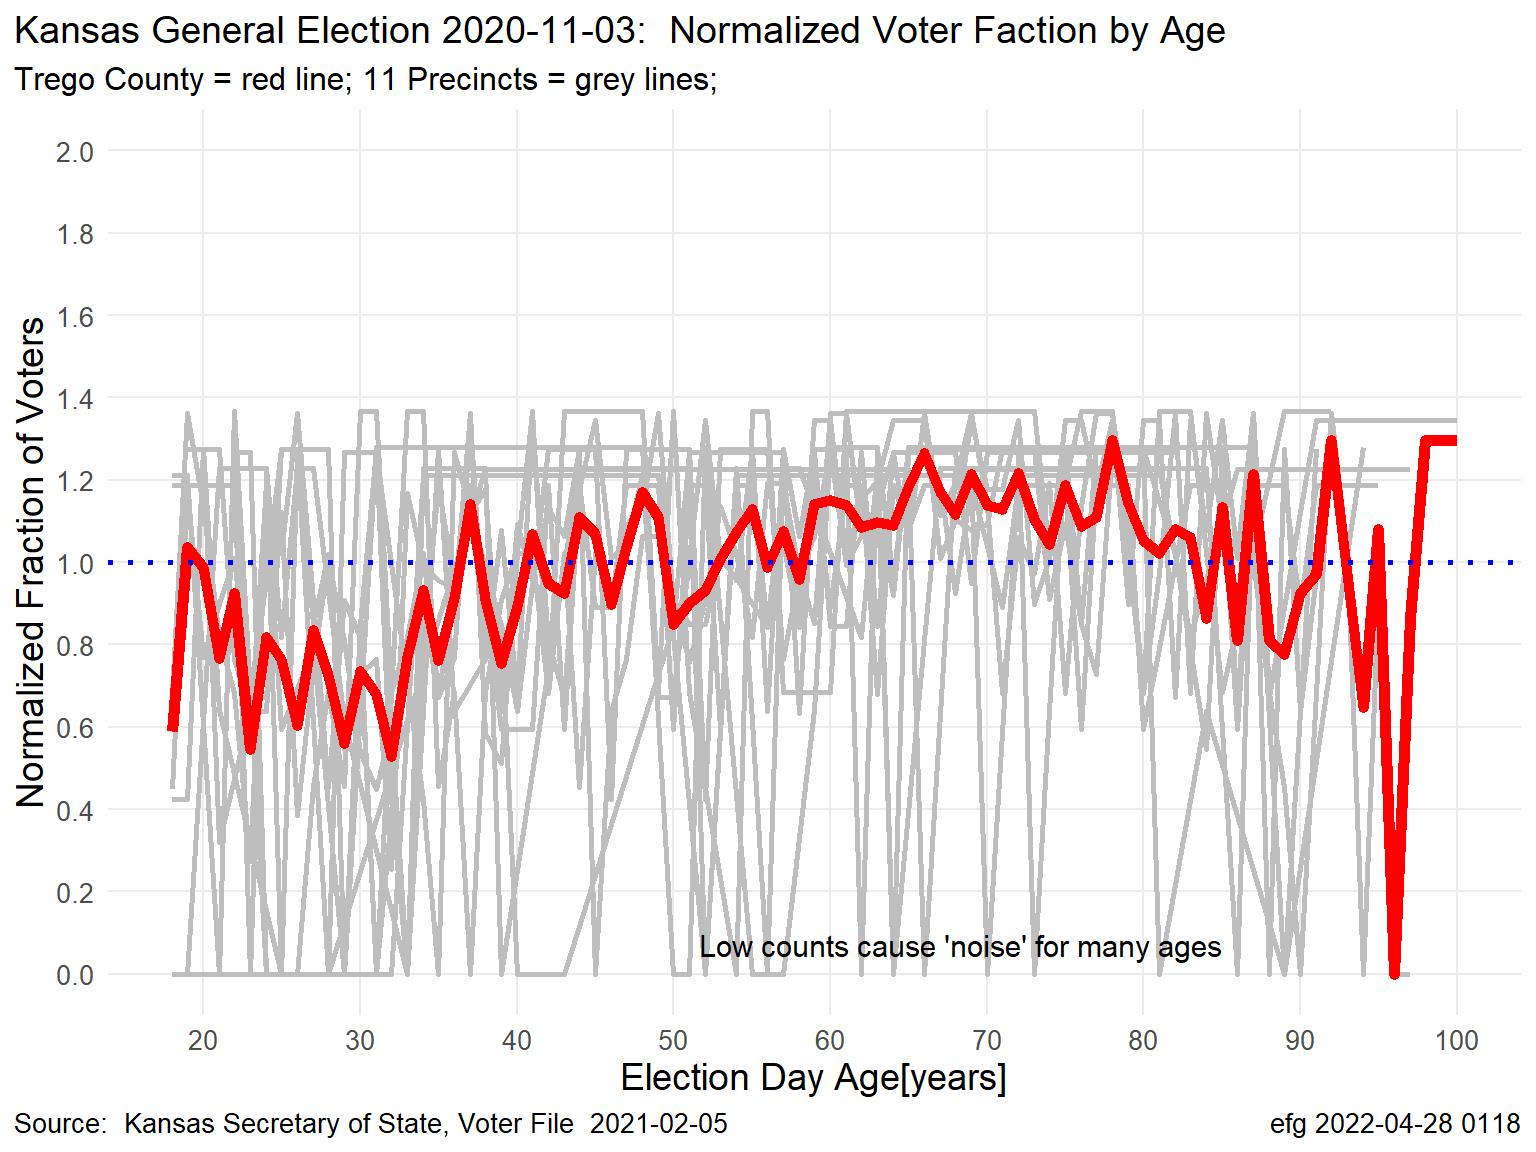 Kansas General Election 2020-11-03:  Normalized Voter Faction by Age
Trego County = red line; 11 Precincts = grey lines;
Normalized Fraction of Voters
2.0
1.8
1.6
1.4
1.2
1.0
0.8
0.6
0.4
0.2
0.0
Low counts cause 'noise' for many ages
20 30 40 50 60 70 80 90 100
Election Day Age[years]
Source:  Kansas Secretary of State, Voter File  2021-02-05
efg 2022-04-28 0118